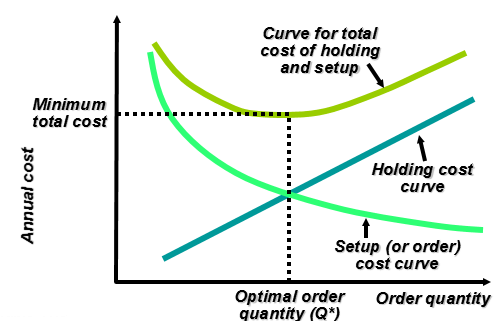 Curve for total
cost of holding
and setup
Minimum
total cost
Holding cost
curve
Annual cost
Setup (or order)
cost curve
Optimal order
quantity (Q*)
Order quantity